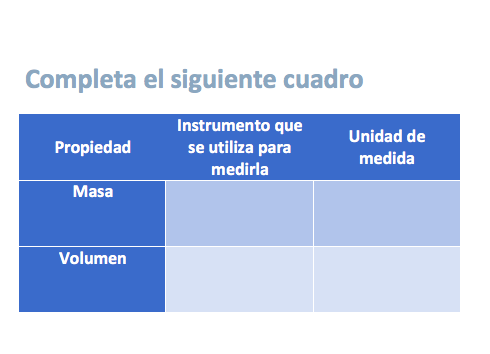 Completa el siguiente cuadro
Propiedad
Instrumento que
se utiliza para
medirla
Unidad de
medida
Masa
Volumen